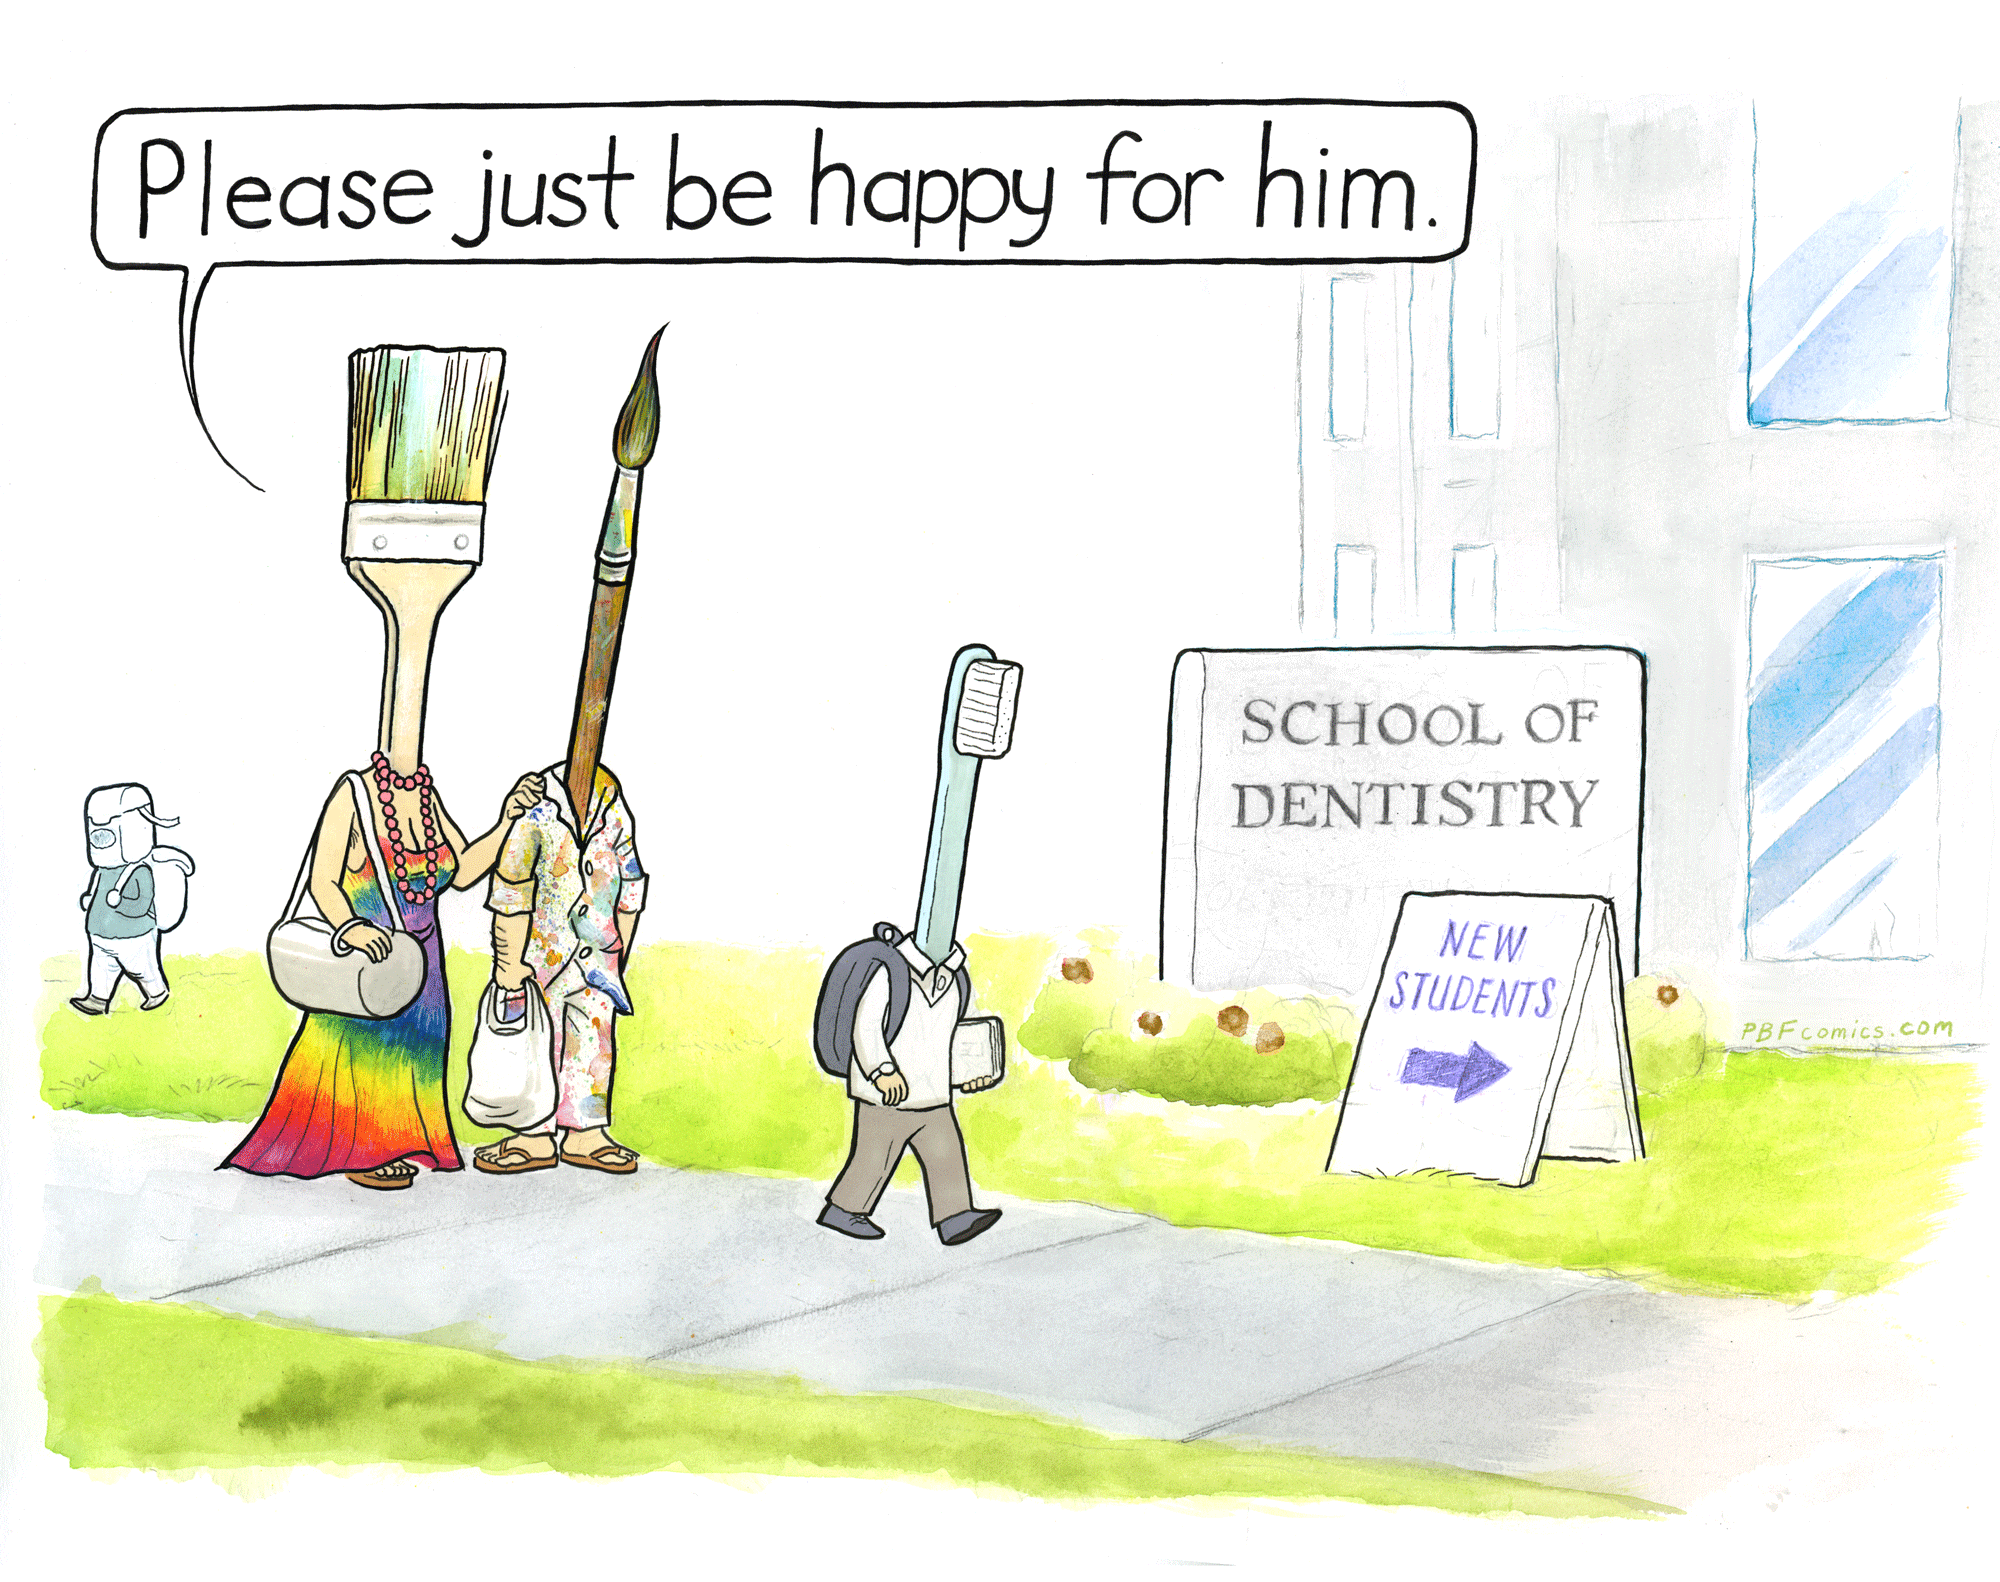 Please just be happy for him.
SCHOOL OF
DENTISTRY
NEW
STUDENTS
PBFcomics.com